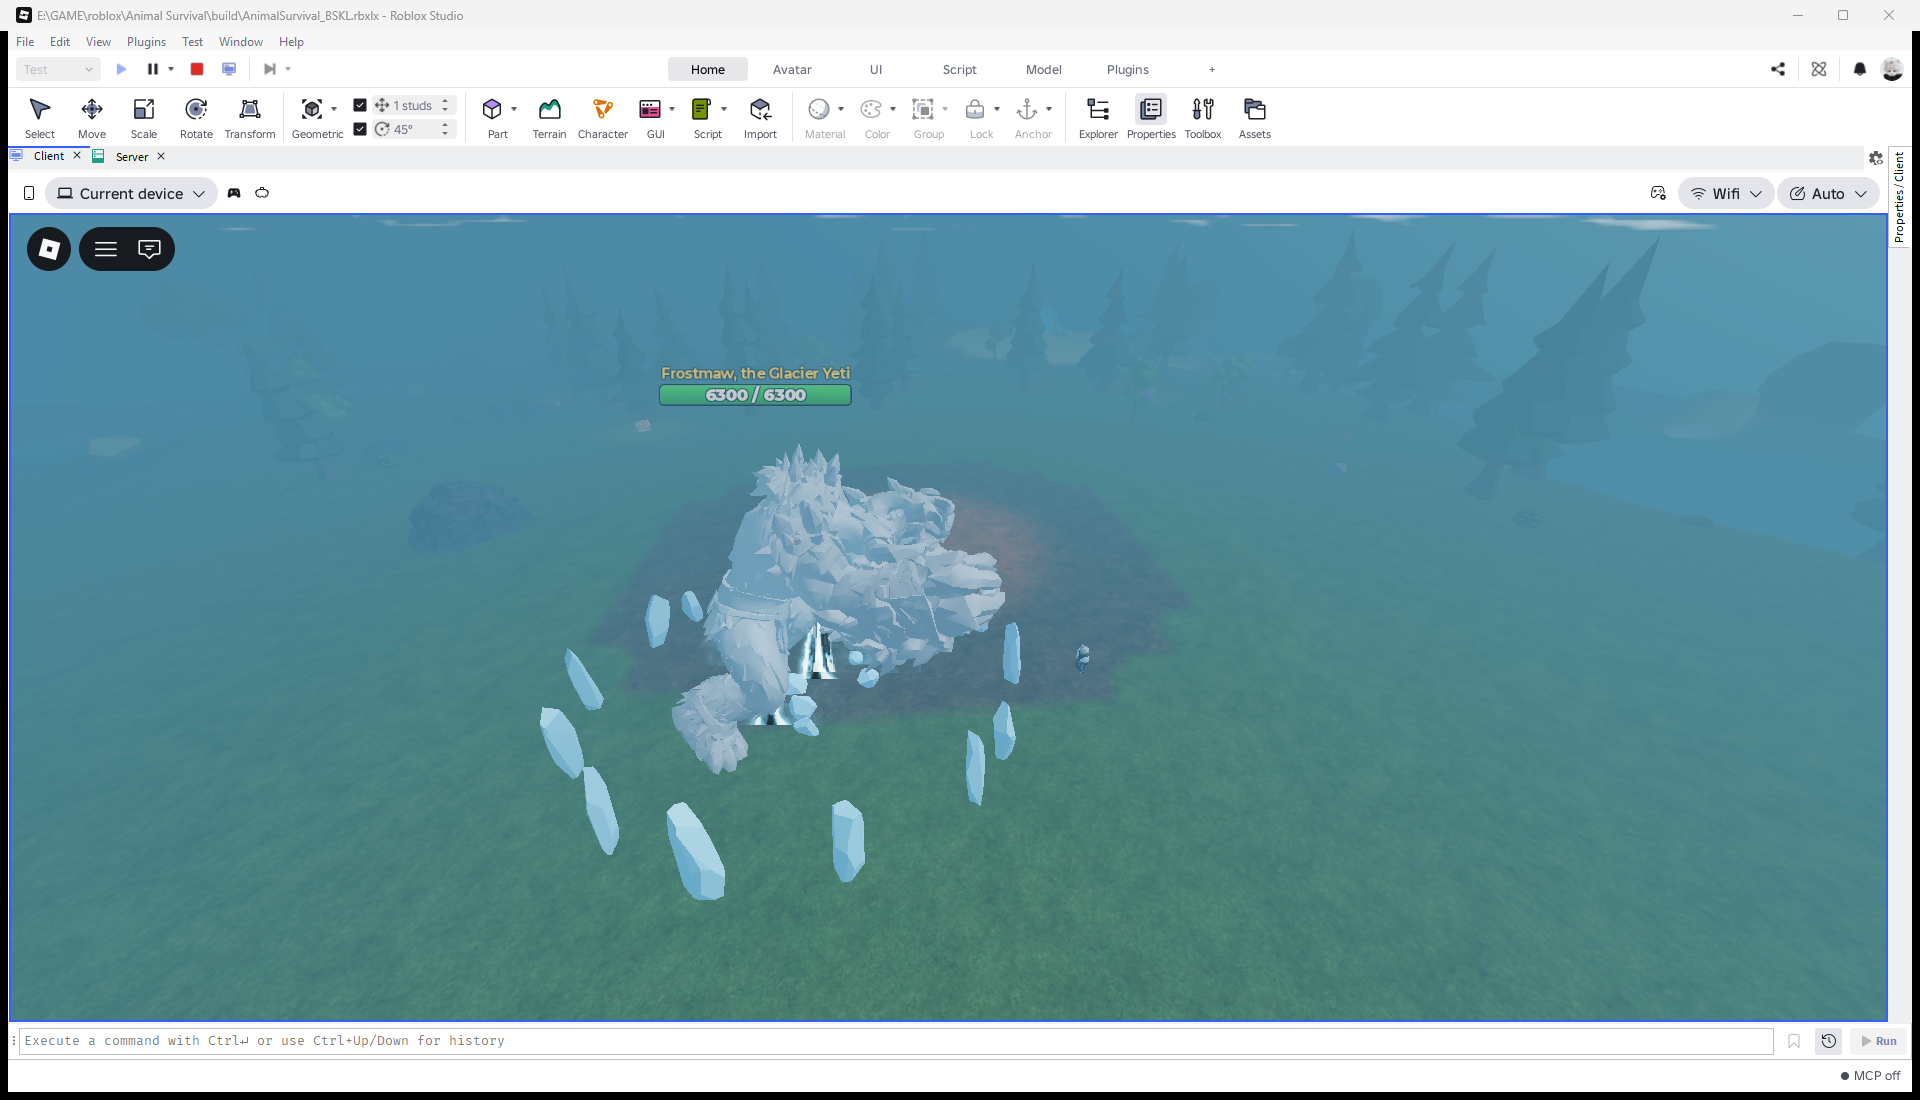 E:\GAME\roblox\Animal Survival\build\AnimalSurvival_BSKL.rbxlx - Roblox Studio
File Edit View Plugins Test Window Help
Test
Home Avatar UI Script Model Plugins +
1 studs
45°
Select Move Scale Rotate Transform Geometric Part Terrain Character GUI Script Import Material Color Group Lock Anchor Explorer Properties Toolbox Assets
Client Server
Properties / Client
Current device
Wifi Auto
Frostmaw, the Glacier Yeti
6300 / 6300
Execute a command with Ctrl↵ or use Ctrl+Up/Down for history
Run
MCP off